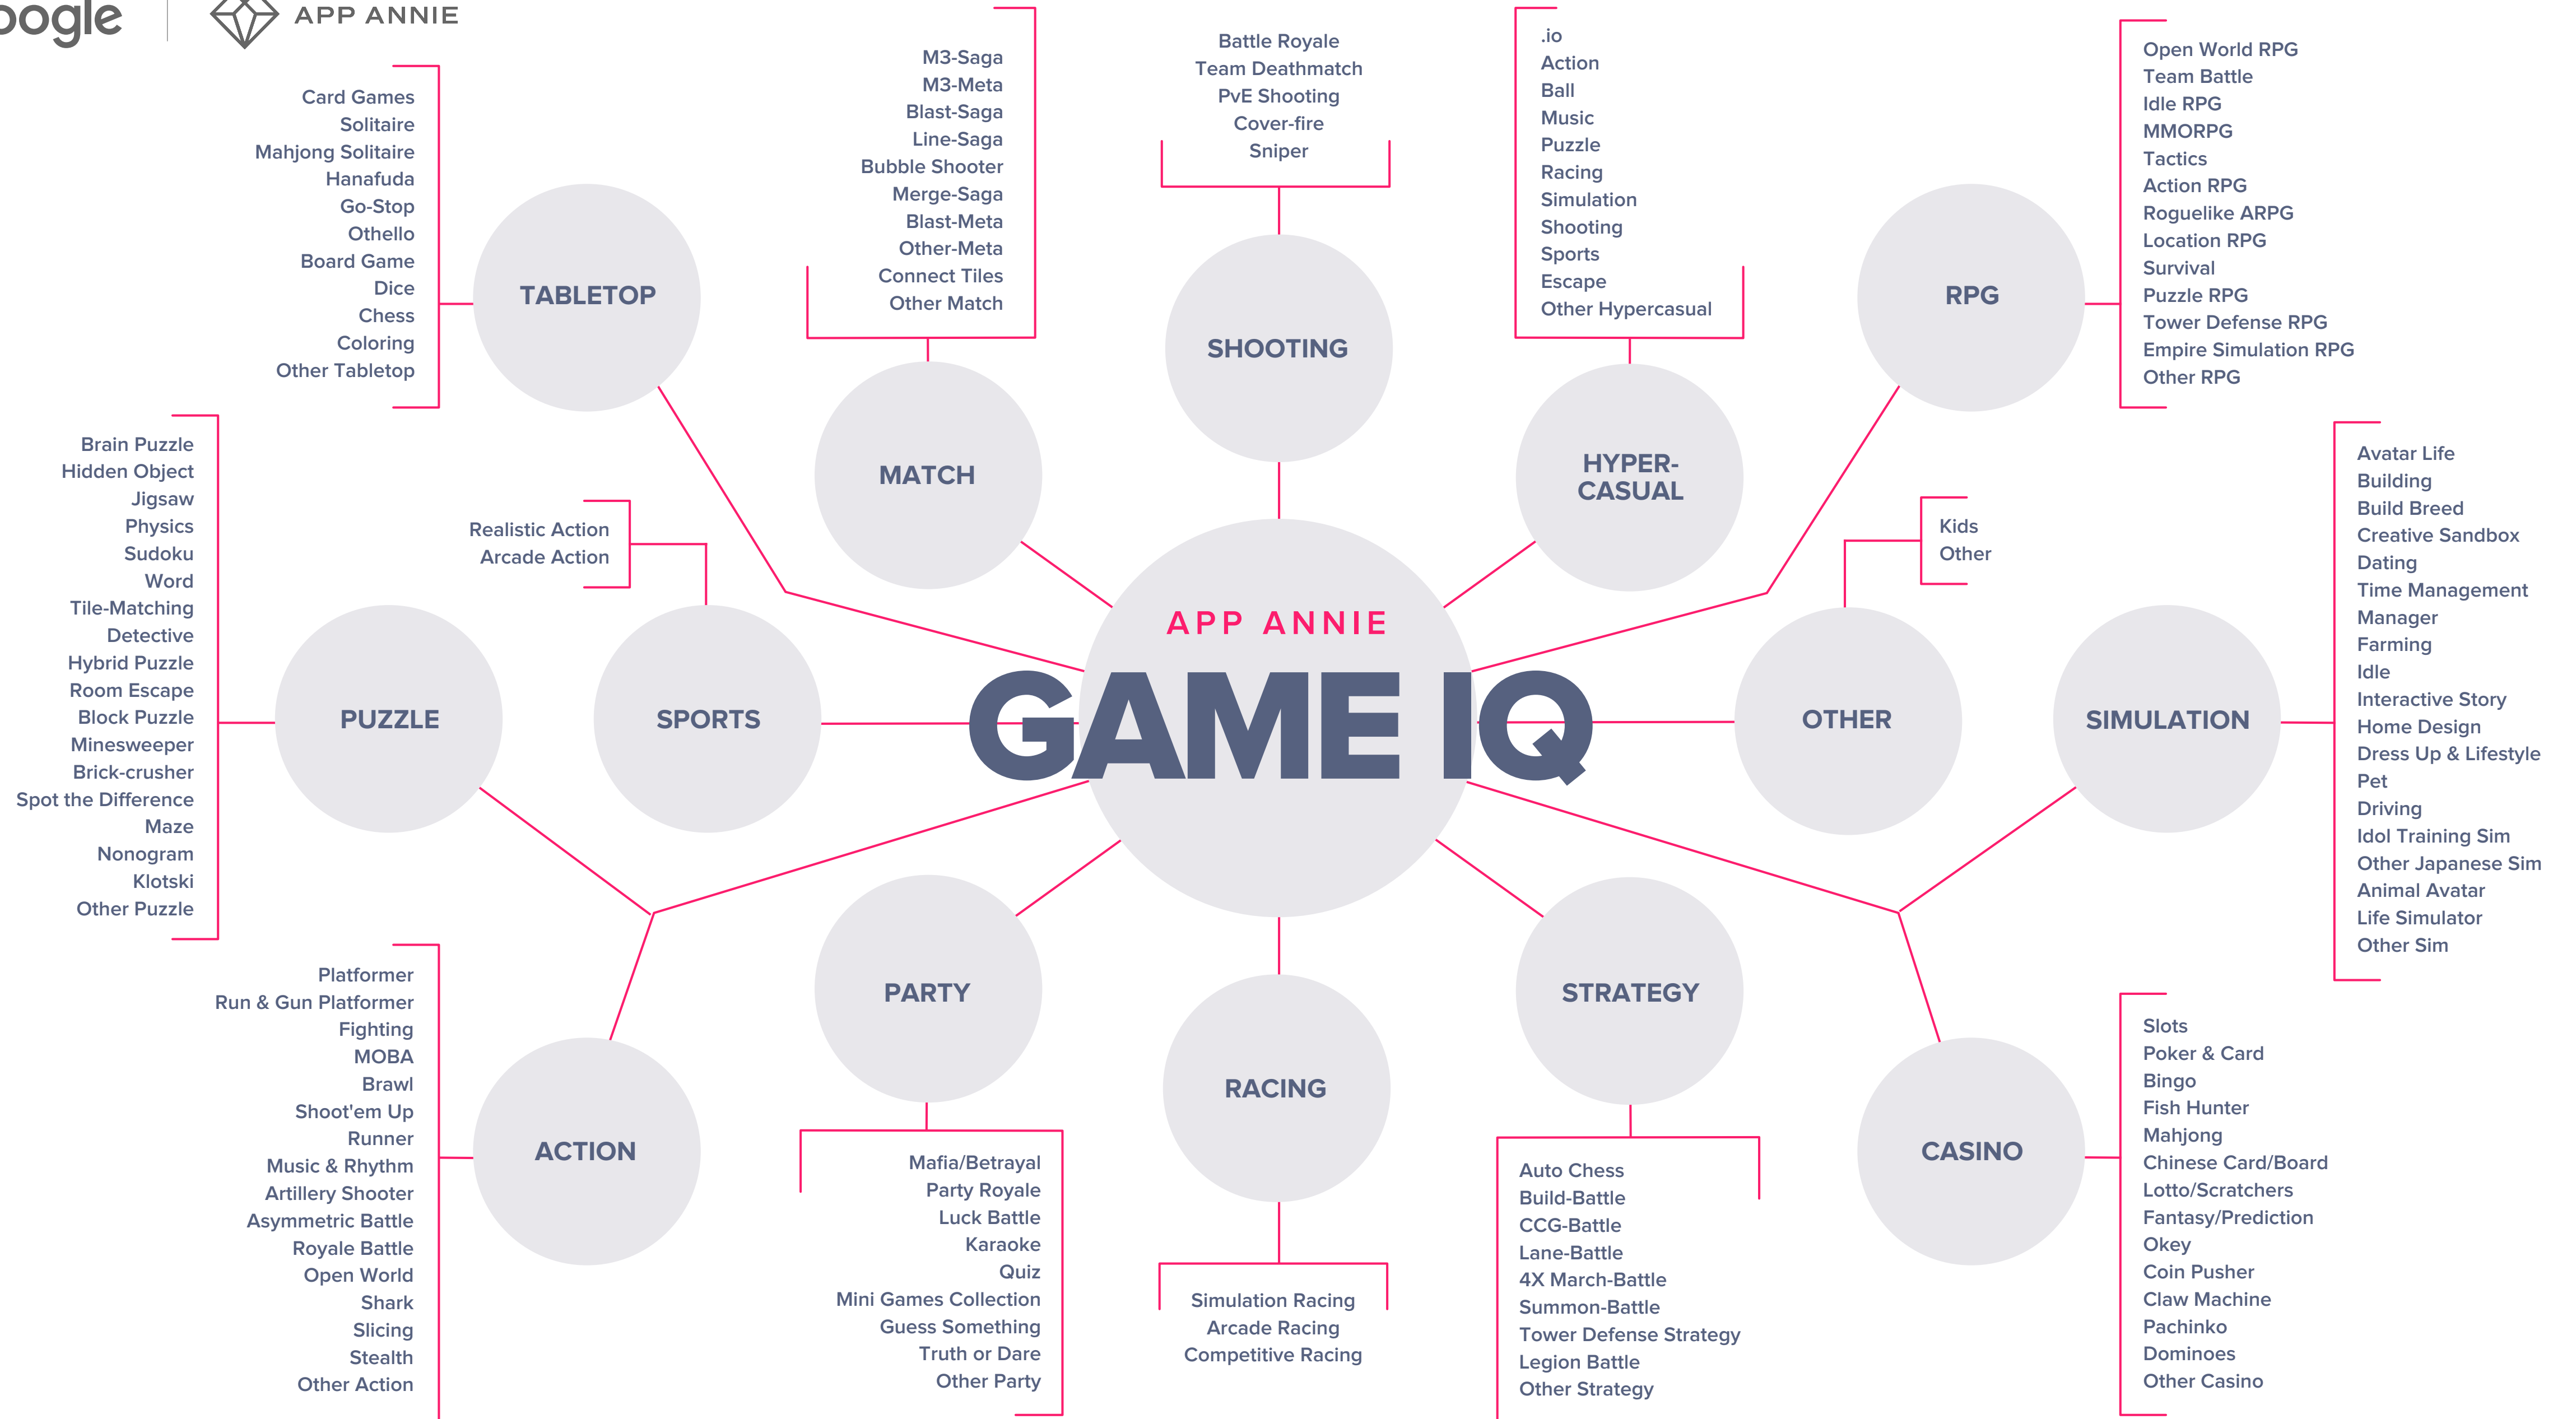 oogle
APP ANNIE
Card Games
Solitaire
Mahjong Solitaire
Hanafuda
Go-Stop
Othello
Board Game
Dice
Chess
Coloring
Other Tabletop
TABLETOP
M3-Saga
M3-Meta
Blast-Saga
Line-Saga
Bubble Shooter
Merge-Saga
Blast-Meta
Other-Meta
Connect Tiles
Other Match
MATCH
Battle Royale
Team Deathmatch
PvE Shooting
Cover-fire
Sniper
SHOOTING
.io
Action
Ball
Music
Puzzle
Racing
Simulation
Shooting
Sports
Escape
Other Hypercasual
HYPER-
CASUAL
RPG
Open World RPG
Team Battle
Idle RPG
MMORPG
Tactics
Action RPG
Roguelike ARPG
Location RPG
Survival
Puzzle RPG
Tower Defense RPG
Empire Simulation RPG
Other RPG
Brain Puzzle
Hidden Object
Jigsaw
Physics
Sudoku
Word
Tile-Matching
Detective
Hybrid Puzzle
Room Escape
Block Puzzle
Minesweeper
Brick-crusher
Spot the Difference
Maze
Nonogram
Klotski
Other Puzzle
PUZZLE
Realistic Action
Arcade Action
SPORTS
APP ANNIE
GAME IQ
Kids
Other
OTHER
SIMULATION
Avatar Life
Building
Build Breed
Creative Sandbox
Dating
Time Management
Manager
Farming
Idle
Interactive Story
Home Design
Dress Up & Lifestyle
Pet
Driving
Idol Training Sim
Other Japanese Sim
Animal Avatar
Life Simulator
Other Sim
Platformer
Run & Gun Platformer
Fighting
MOBA
Brawl
Shoot'em Up
Runner
Music & Rhythm
Artillery Shooter
Asymmetric Battle
Royale Battle
Open World
Shark
Slicing
Stealth
Other Action
ACTION
PARTY
Mafia/Betrayal
Party Royale
Luck Battle
Karaoke
Quiz
Mini Games Collection
Guess Something
Truth or Dare
Other Party
RACING
Simulation Racing
Arcade Racing
Competitive Racing
STRATEGY
Auto Chess
Build-Battle
CCG-Battle
Lane-Battle
4X March-Battle
Summon-Battle
Tower Defense Strategy
Legion Battle
Other Strategy
CASINO
Slots
Poker & Card
Bingo
Fish Hunter
Mahjong
Chinese Card/Board
Lotto/Scratchers
Fantasy/Prediction
Okey
Coin Pusher
Claw Machine
Pachinko
Dominoes
Other Casino